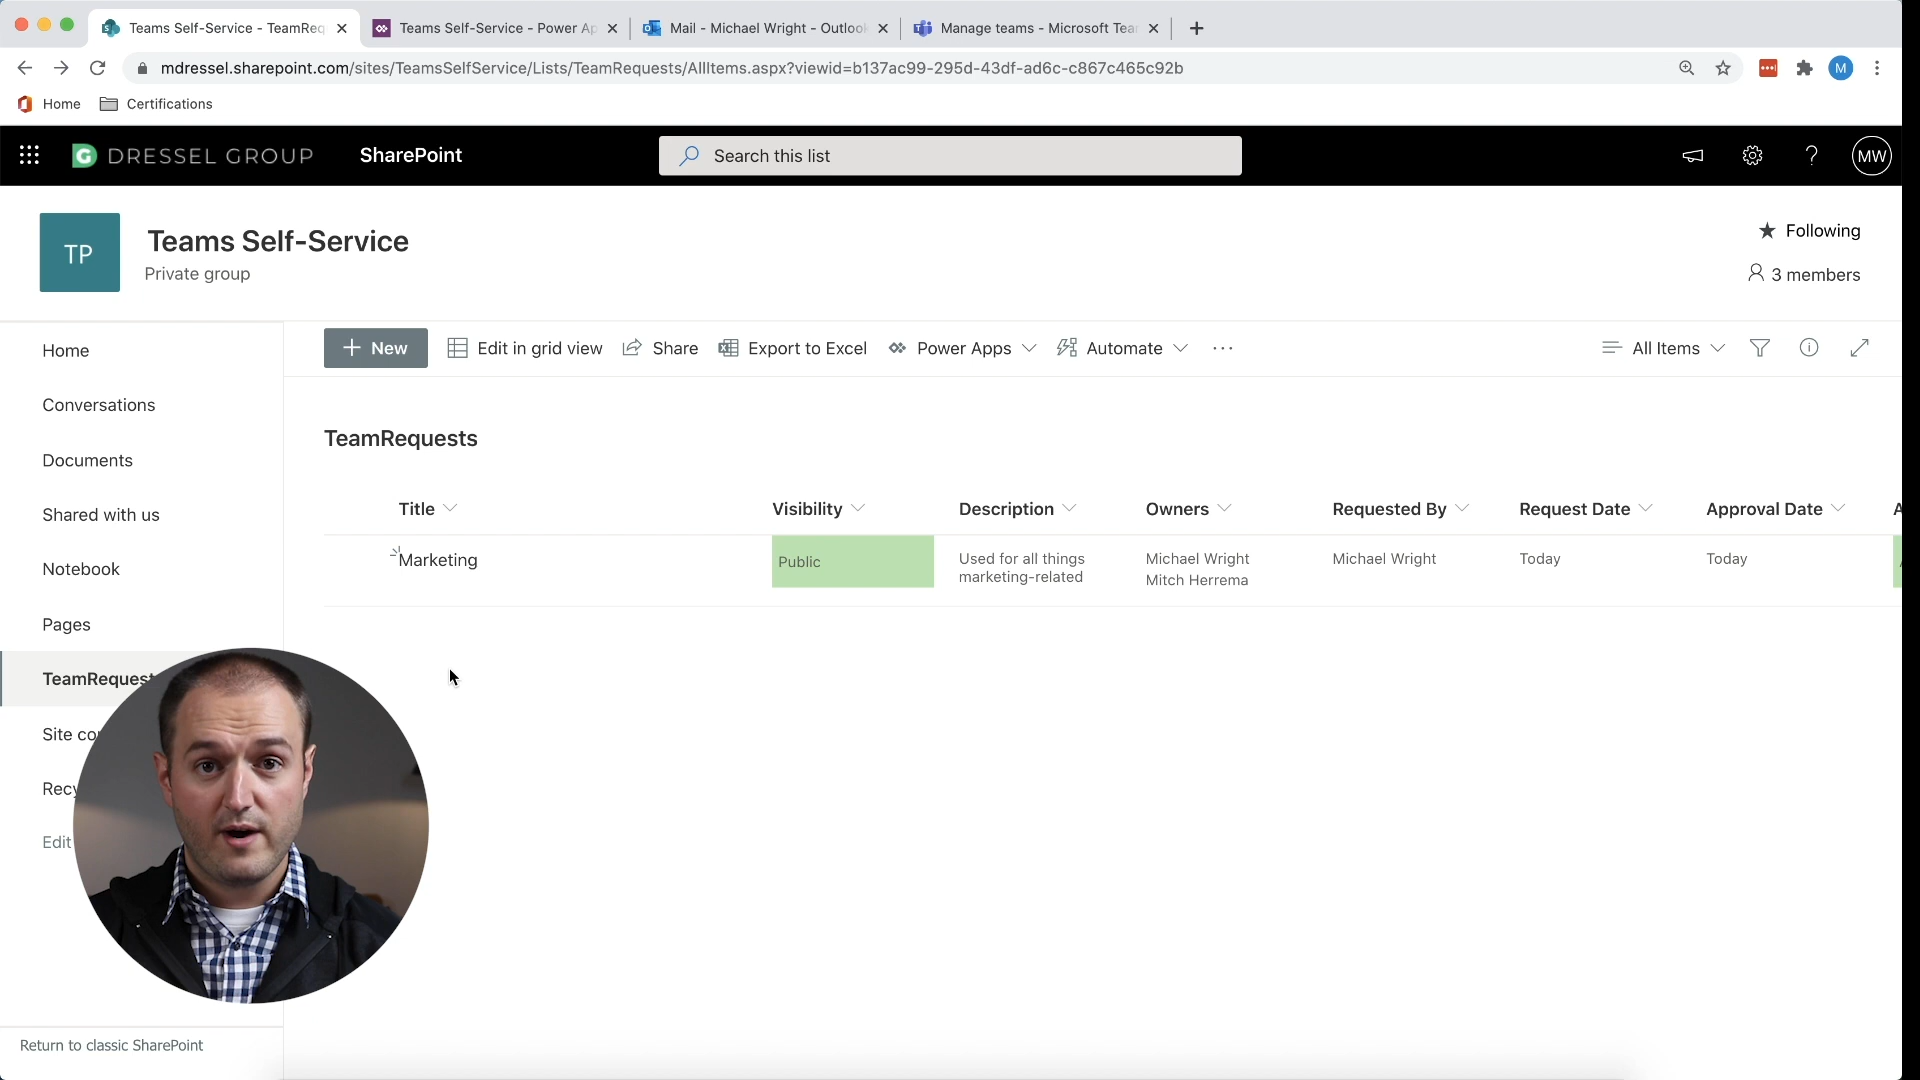 Teams Self-Service - TeamReq
Teams Self-Service - Power Ap
Mail - Michael Wright - Outlook
Manage teams - Microsoft Tea
mdressel.sharepoint.com/sites/TeamsSelfService/Lists/TeamRequests/AllItems.aspx?viewid=b137ac99-295d-43df-ad6c-c867c465c92b
M
Home
Certifications
G DRESSEL GROUP
SharePoint
Search this list
?
MW
TP
Teams Self-Service
Private group
Following
3 members
Home
Conversations
Documents
Shared with us
Notebook
Pages
TeamRequest
Site co
Recy
Edit
Return to classic SharePoint
+ New
Edit in grid view
Share
Export to Excel
Power Apps
Automate
...
All Items
TeamRequests
Title
Visibility
Description
Owners
Requested By
Request Date
Approval Date
A
Marketing
Public
Used for all things
marketing-related
Michael Wright
Mitch Herrema
Michael Wright
Today
Today